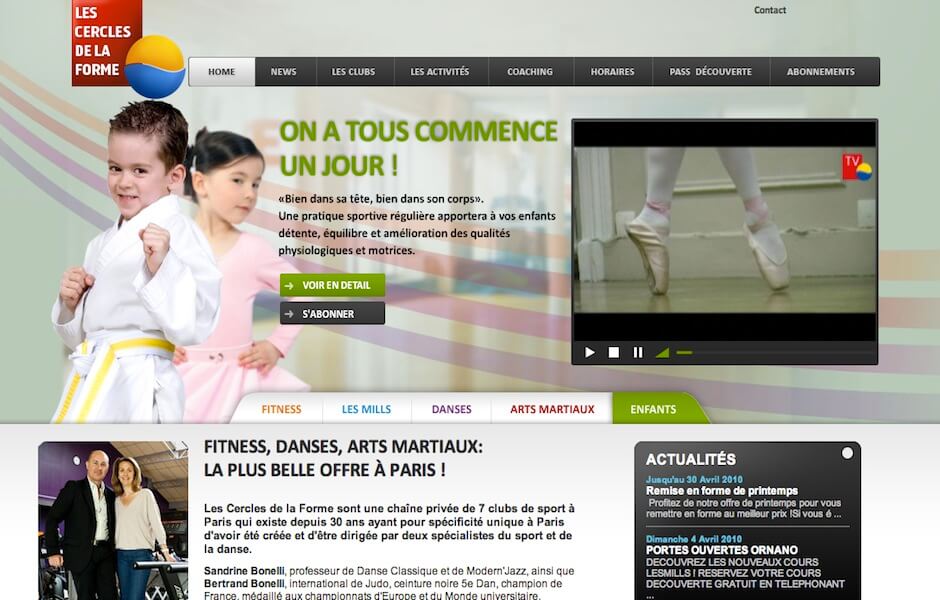 LES
CERCLES
DE LA
FORME
Contact
HOME NEWS LES CLUBS LES ACTIVITÉS COACHING HORAIRES PASS DÉCOUVERTE ABONNEMENTS
ON A TOUS COMMENCE
UN JOUR !
«Bien dans sa tête, bien dans son corps».
Une pratique sportive régulière apportera à vos enfants
détente, équilibre et amélioration des qualités
physiologiques et motrices.
VOIR EN DETAIL
S'ABONNER
TV
FITNESS LES MILLS DANSES ARTS MARTIAUX ENFANTS
FITNESS, DANSES, ARTS MARTIAUX:
LA PLUS BELLE OFFRE À PARIS !
Les Cercles de la Forme sont une chaîne privée de 7 clubs de sport à
Paris qui existe depuis 30 ans ayant pour spécificité unique à Paris
d'avoir été créée et d'être dirigée par deux spécialistes du sport et de
la danse.
Sandrine Bonelli, professeur de Danse Classique et de Modern'Jazz, ainsi que
Bertrand Bonelli, international de Judo, ceinture noire 5e Dan, champion de
France, médaillé aux championnats d'Europe et du Monde universitaire.
ACTUALITÉS
Jusqu'au 30 Avril 2010
Remise en forme de printemps
Profitez de notre offre de printemps pour vous
remettre en forme au meilleur prix !Si vous é ...
Dimanche 4 Avril 2010
PORTES OUVERTES ORNANO
DECOUVREZ LES NOUVEAUX COURS
LESMILLS ! RESERVEZ VOTRE COURS
DECOUVERTE GRATUIT EN TELEPHONANT
...